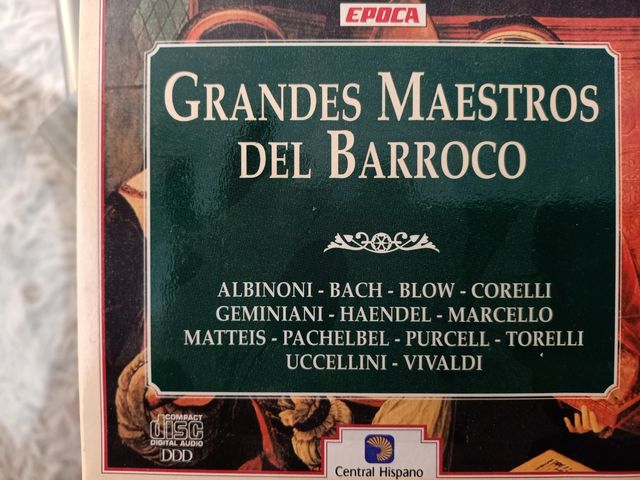 EPOCA
GRANDES MAESTROS
DEL BARROCO
ALBINONI - BACH - BLOW - CORELLI
GEMINIANI - HAENDEL - MARCELLO
MATTEIS - PACHELBEL - PURCELL - TORELLI
UCCELLINI - VIVALDI
COMPACT
disc
DIGITAL AUDIO
DDD
Central Hispano